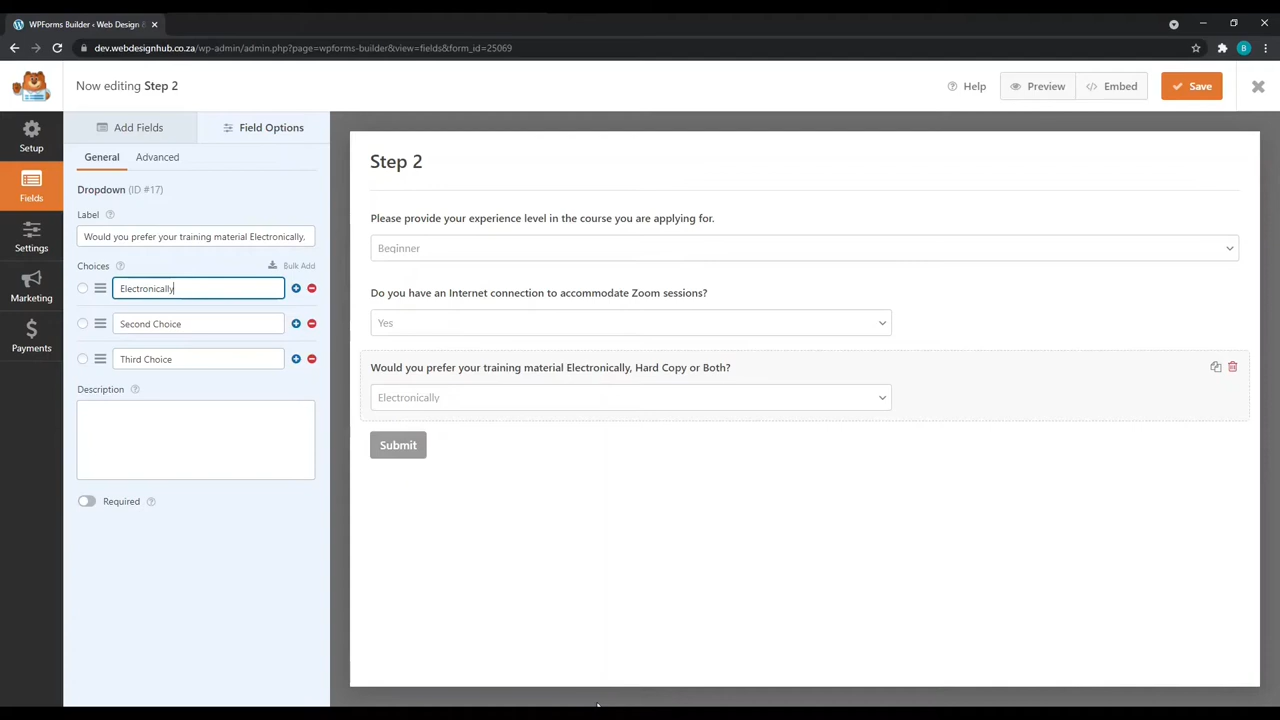 WPForms Builder ‹ Web Design &
B
dev.webdesignhub.co.za/wp-admin/admin.php?page=wpforms-builder&view=fields&form_id=25069
Now editing Step 2
Help
Preview
Embed
Save
Setup
Fields
Settings
Marketing
Payments
Add Fields
Field Options
General
Advanced
Dropdown (ID #17)
Label
Would you prefer your training material Electronically,
Choices
Bulk Add
Electronically
Second Choice
Third Choice
Description
Required
Step 2
Please provide your experience level in the course you are applying for.
Beginner
Do you have an Internet connection to accommodate Zoom sessions?
Yes
Would you prefer your training material Electronically, Hard Copy or Both?
Electronically
Submit